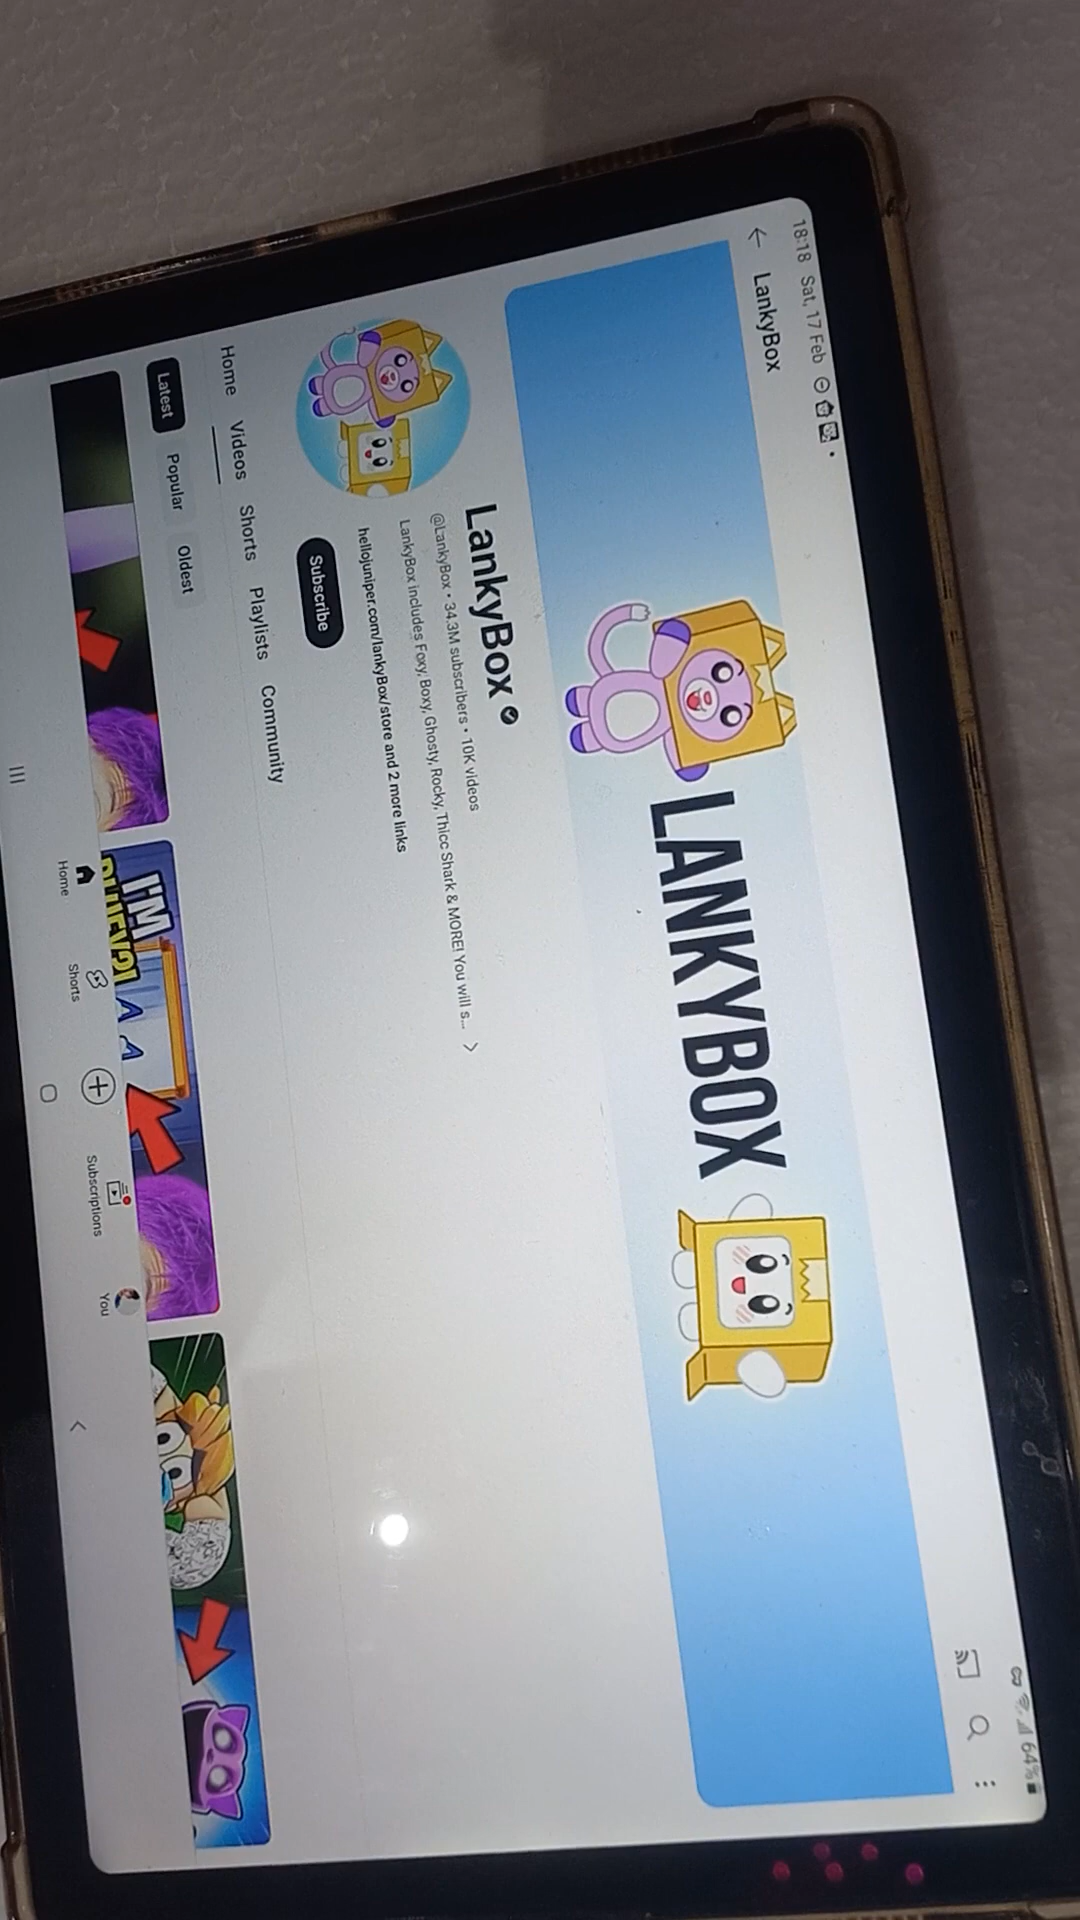 18:18 Sat, 17 Feb
64%
LankyBox
LANKYBOX
LankyBox
@LankyBox • 34.3M subscribers • 10K videos
LankyBox includes Foxy, Boxy, Ghosty, Rocky, Thicc Shark & MORE! You will s...
hellojuniper.com/lankyBox/store and 2 more links
Subscribe
Home Videos Shorts Playlists Community
Latest Popular Oldest
I'M
Home Shorts Subscriptions You